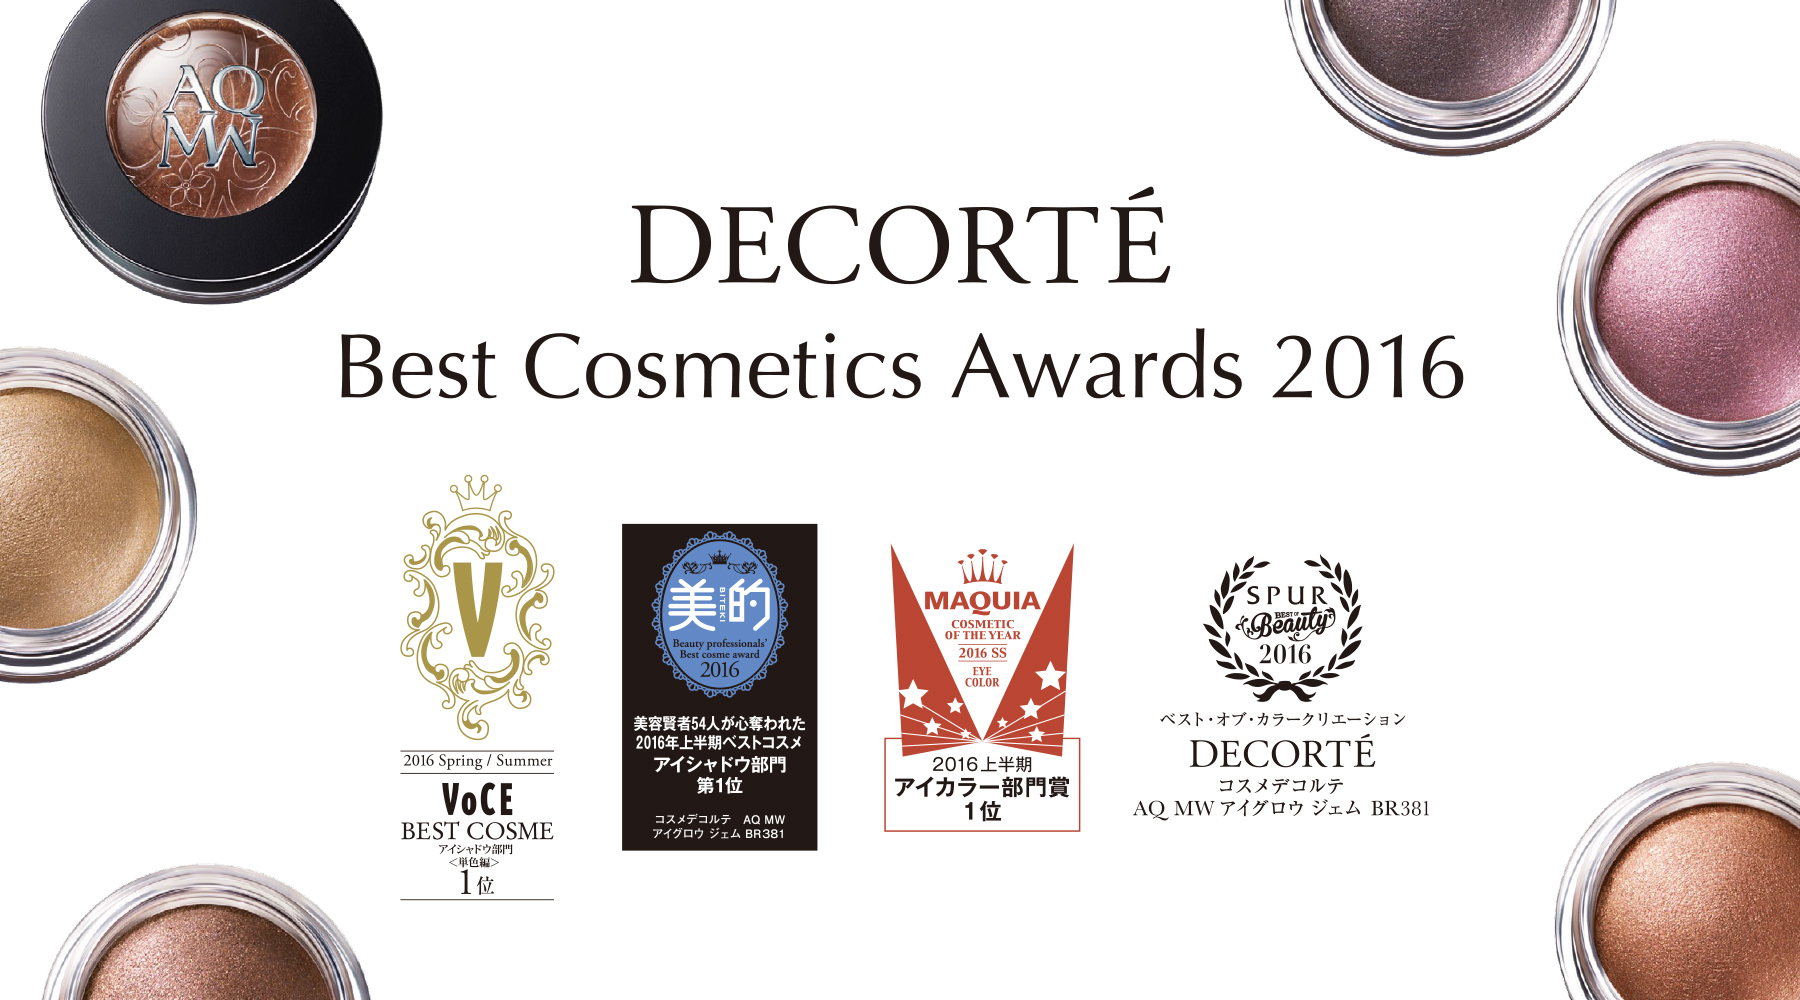 AQ
MW
DECORTÉ
Best Cosmetics Awards 2016
V
2016 Spring / Summer
VoCE
BEST COSME
アイシャドウ部門
<単色編>
1位
美的
BITEKI
Beauty professionals'
Best cosme award
2016
美容賢者54人が心奪われた
2016年上半期ベストコスメ
アイシャドウ部門
第1位
コスメデコルテ AQ MW
アイグロウ ジェム BR381
MAQUIA
COSMETIC
OF THE YEAR
2016 SS
EYE
COLOR
2016上半期
アイカラー部門賞
1位
SPUR
BEST OF
Beauty
2016
ベスト・オブ・カラークリエーション
DECORTÉ
コスメデコルテ
AQ MW アイグロウ ジェム BR381